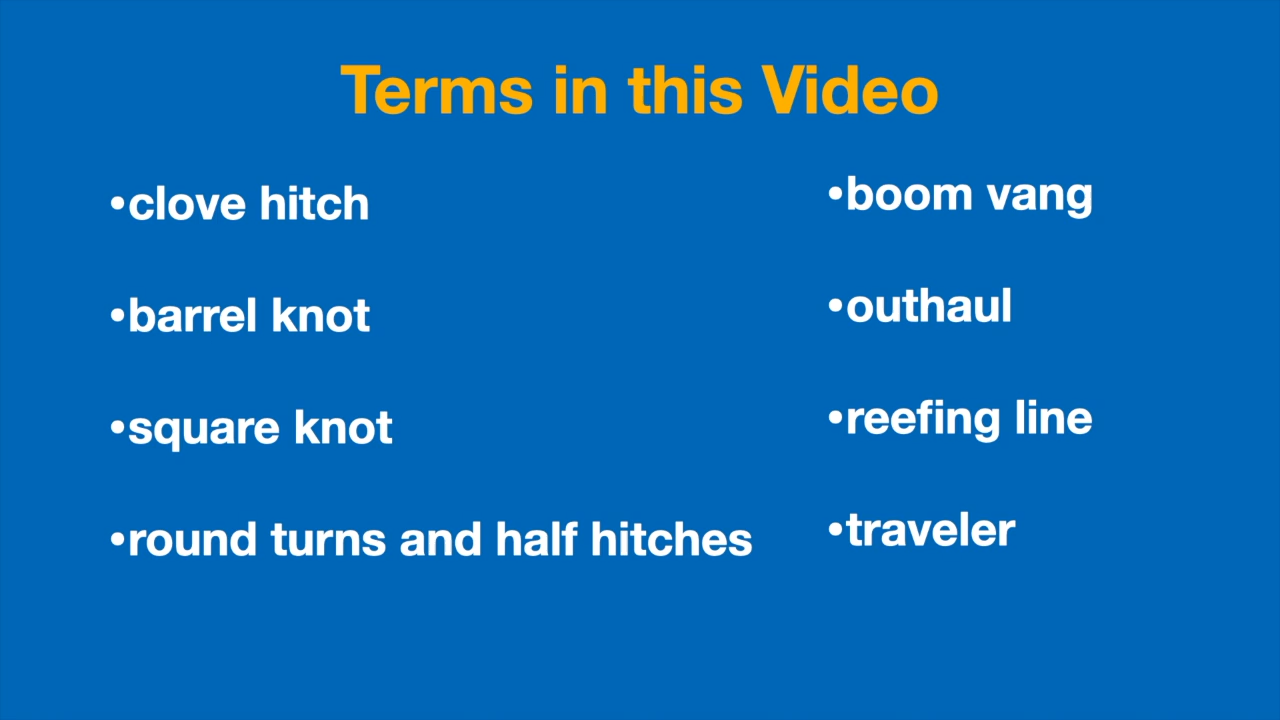 Terms in this Video
•clove hitch
•barrel knot
•square knot
•round turns and half hitches
•boom vang
•outhaul
•reefing line
•traveler